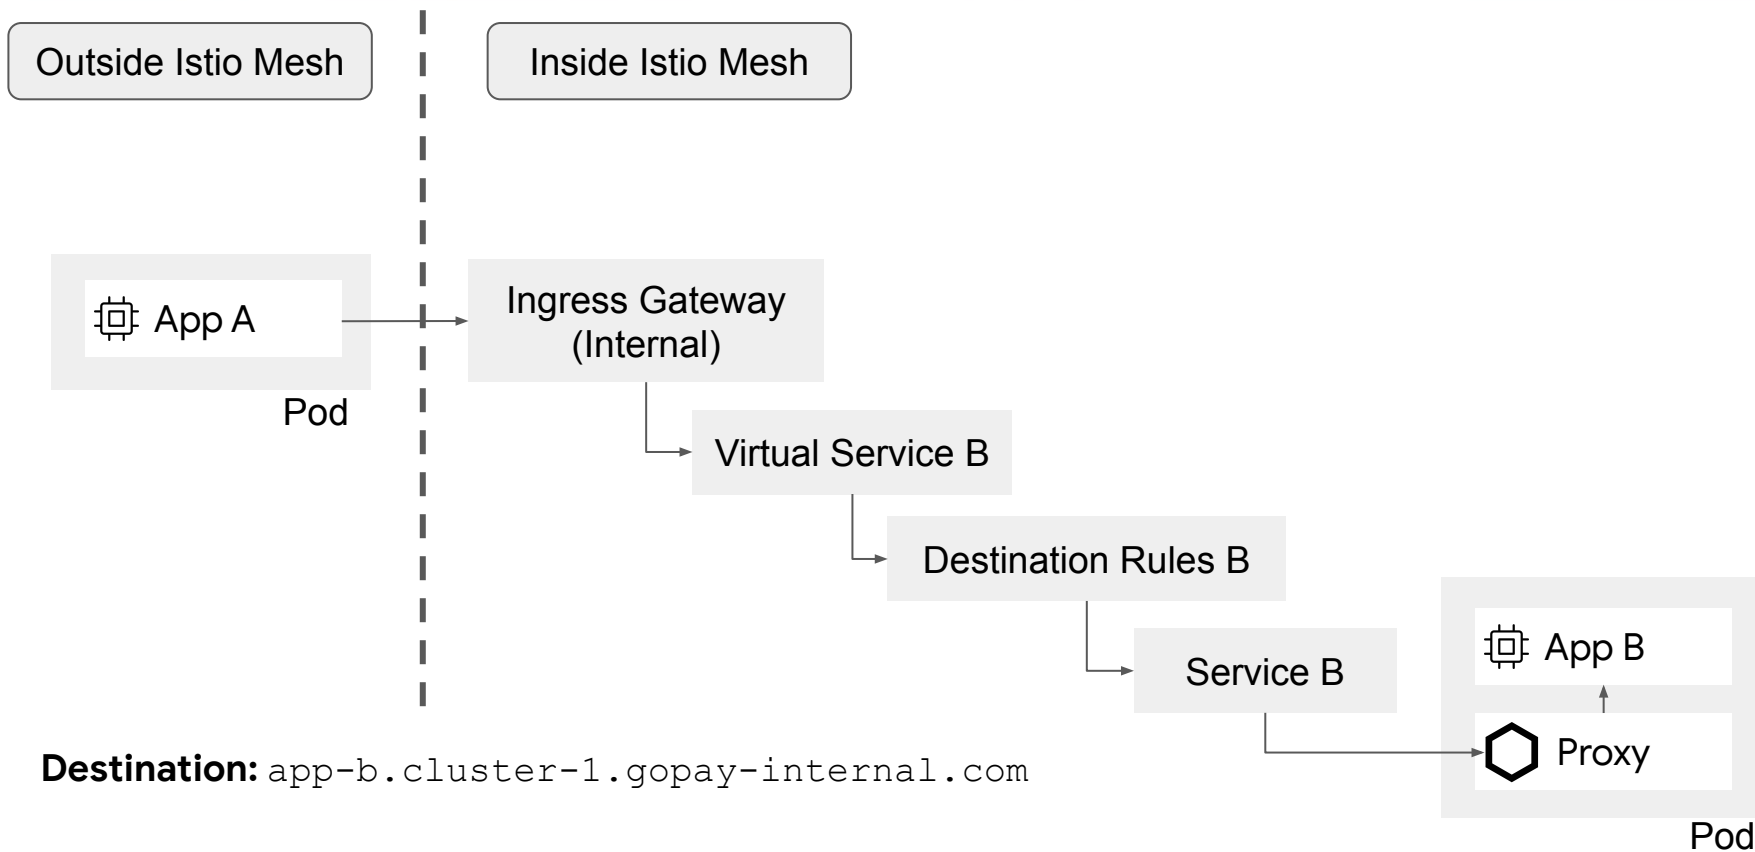 Outside Istio Mesh
Inside Istio Mesh
App A
Pod
Ingress Gateway
(Internal)
Virtual Service B
Destination Rules B
Service B
App B
Proxy
Pod
Destination: app-b.cluster-1.gopay-internal.com